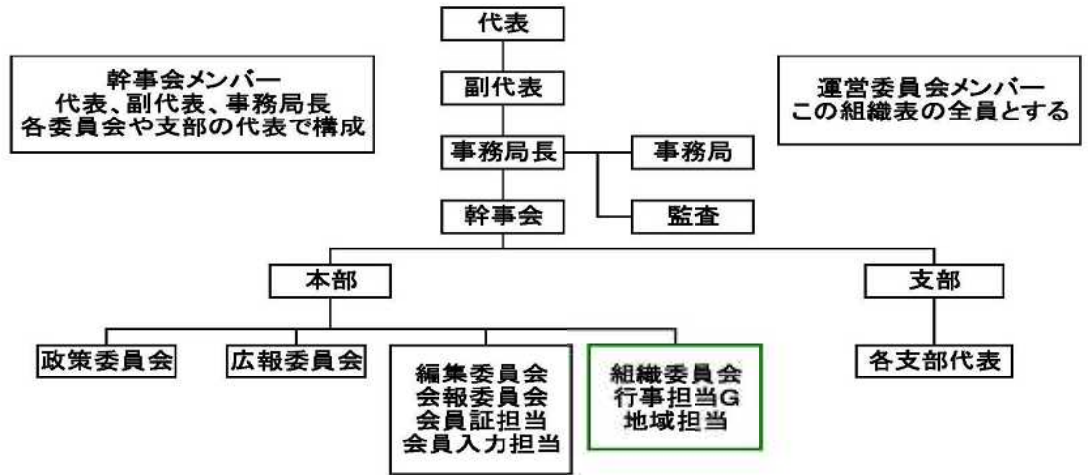 代表
幹事会メンバー
代表、副代表、事務局長
各委員会や支部の代表で構成
副代表
運営委員会メンバー
この組織表の全員とする
事務局長
事務局
幹事会
監査
本部
支部
政策委員会
広報委員会
編集委員会
会報委員会
会員証担当
会員入力担当
組織委員会
行事担当G
地域担当
各支部代表